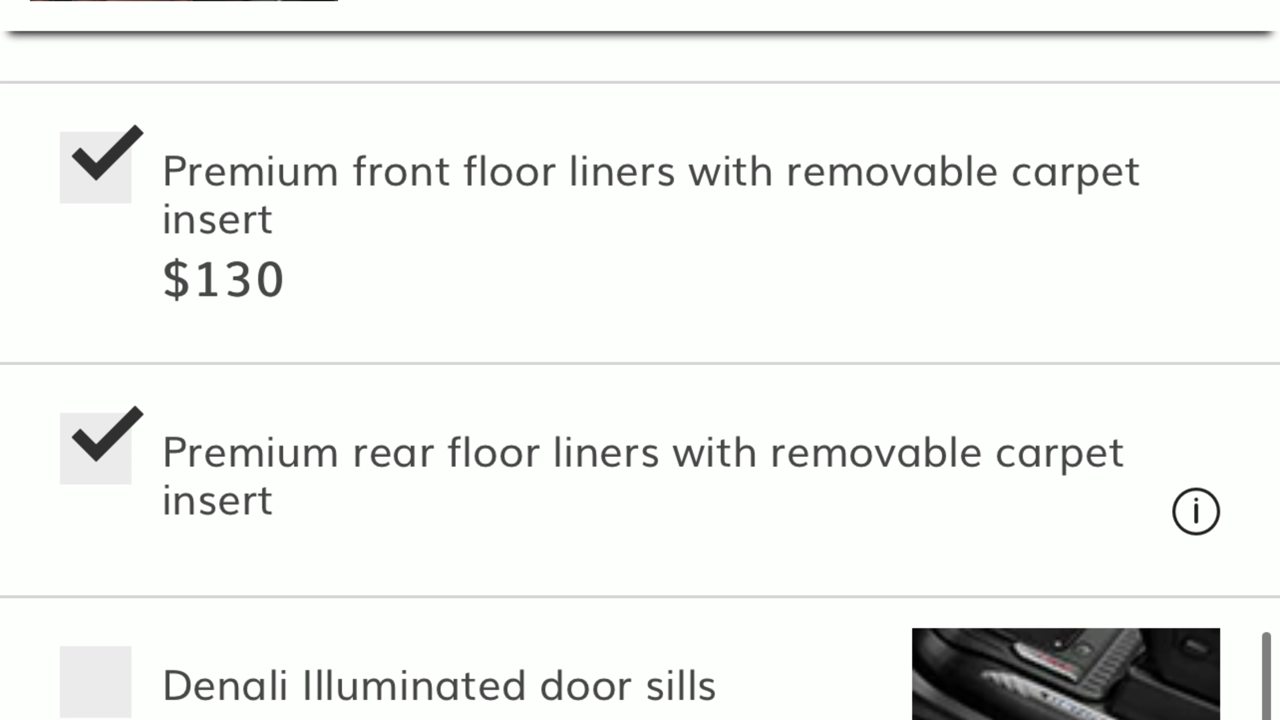 Premium front floor liners with removable carpet
insert
$130
Premium rear floor liners with removable carpet
insert
Denali Illuminated door sills